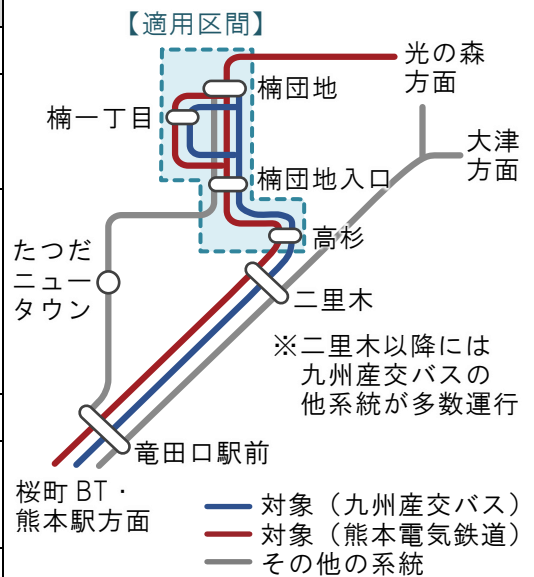 【適用区間】
光の森
方面
楠団地
楠一丁目
大津
方面
楠団地入口
高杉
たつだ
ニュー
タウン
二里木
※二里木以降には
九州産交バスの
他系統が多数運行
竜田口駅前
桜町BT・
熊本駅方面
対象（九州産交バス）
対象（熊本電気鉄道）
その他の系統